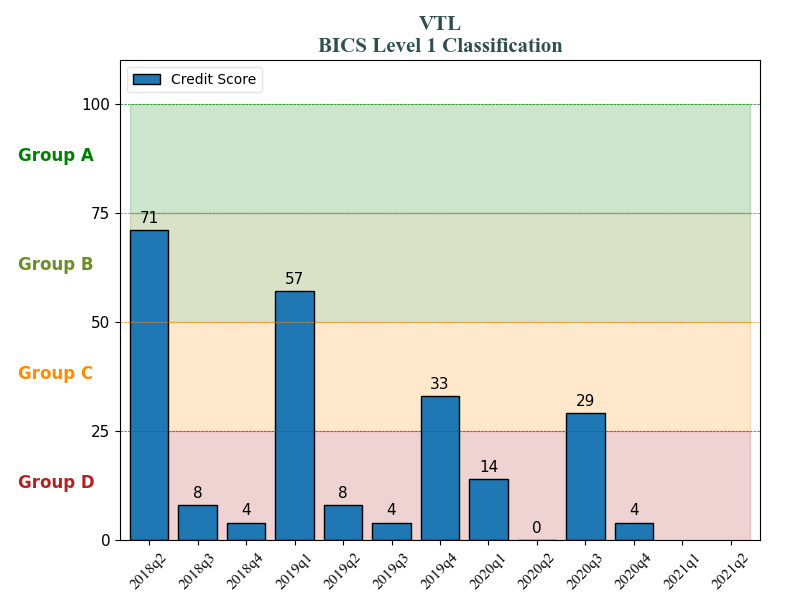 VTL
BICS Level 1 Classification
Credit Score
100
Group A
75
71
Group B
57
50
Group C
33
29
25
Group D
14
8
8
4
4
4
0
0
2018q2
2018q3
2018q4
2019q1
2019q2
2019q3
2019q4
2020q1
2020q2
2020q3
2020q4
2021q1
2021q2